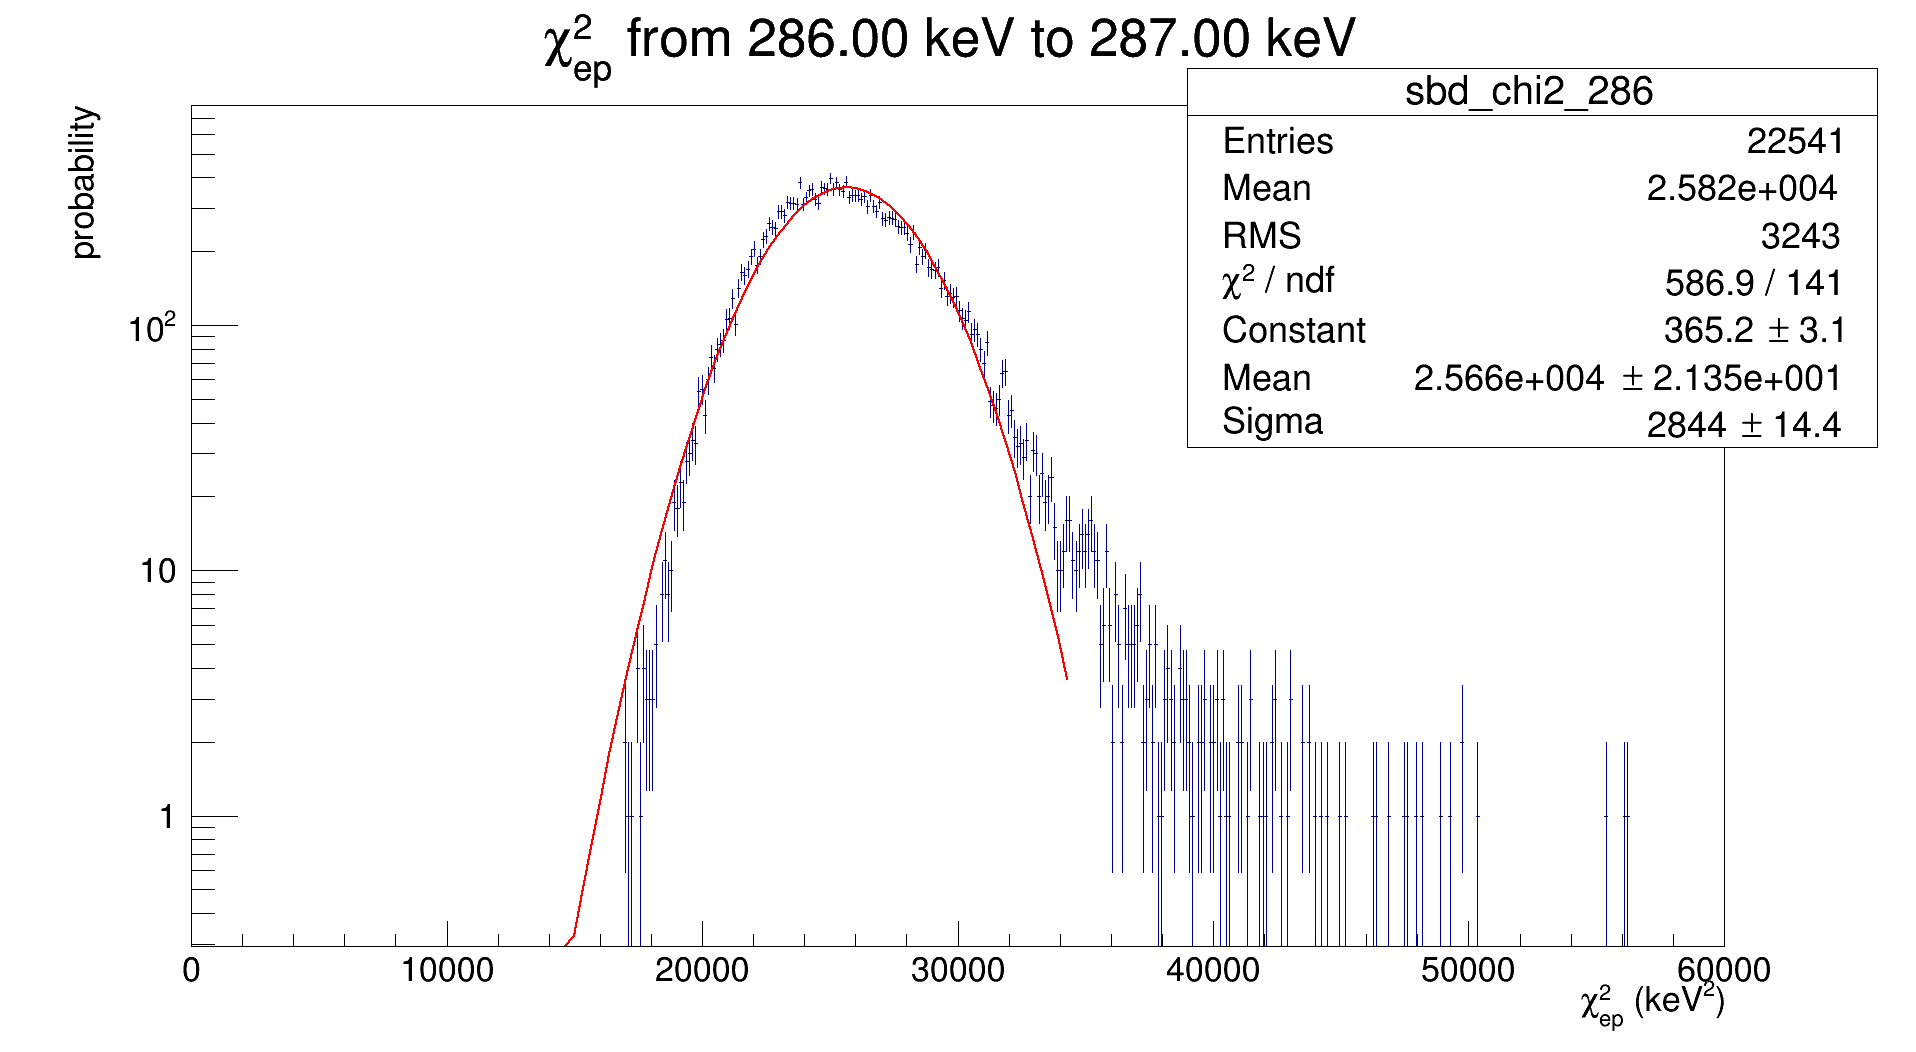 χ²ep from 286.00 keV to 287.00 keV
sbd_chi2_286
Entries 22541
Mean 2.582e+004
RMS 3243
χ² / ndf 586.9 / 141
Constant 365.2 ± 3.1
Mean 2.566e+004 ± 2.135e+001
Sigma 2844 ± 14.4
probability
10²
10
1
0 10000 20000 30000 40000 50000 60000
χ²ep (keV²)